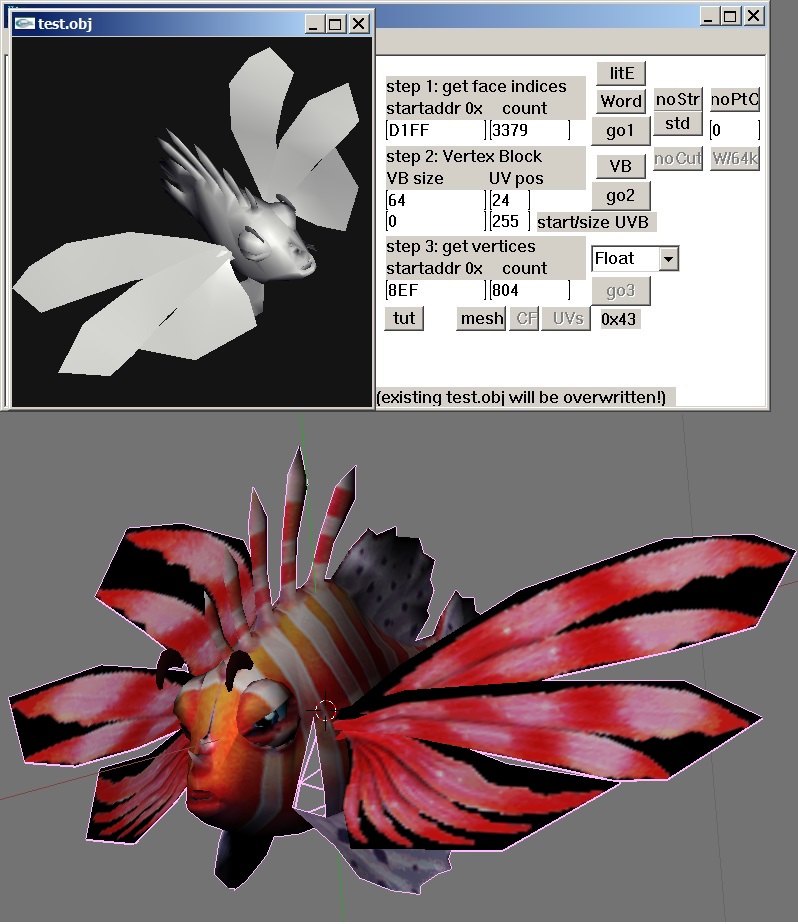 test.obj
litE
step 1: get face indices
Word noStr noPtC
startaddr 0x count
std
D1FF 3379 go1 0
step 2: Vertex Block
VB noCut W/64k
VB size UV pos
64 24 go2
0 255 start/size UVB
step 3: get vertices
Float
startaddr 0x count
8EF 804 go3
tut mesh CF UVs 0x43
(existing test.obj will be overwritten!)